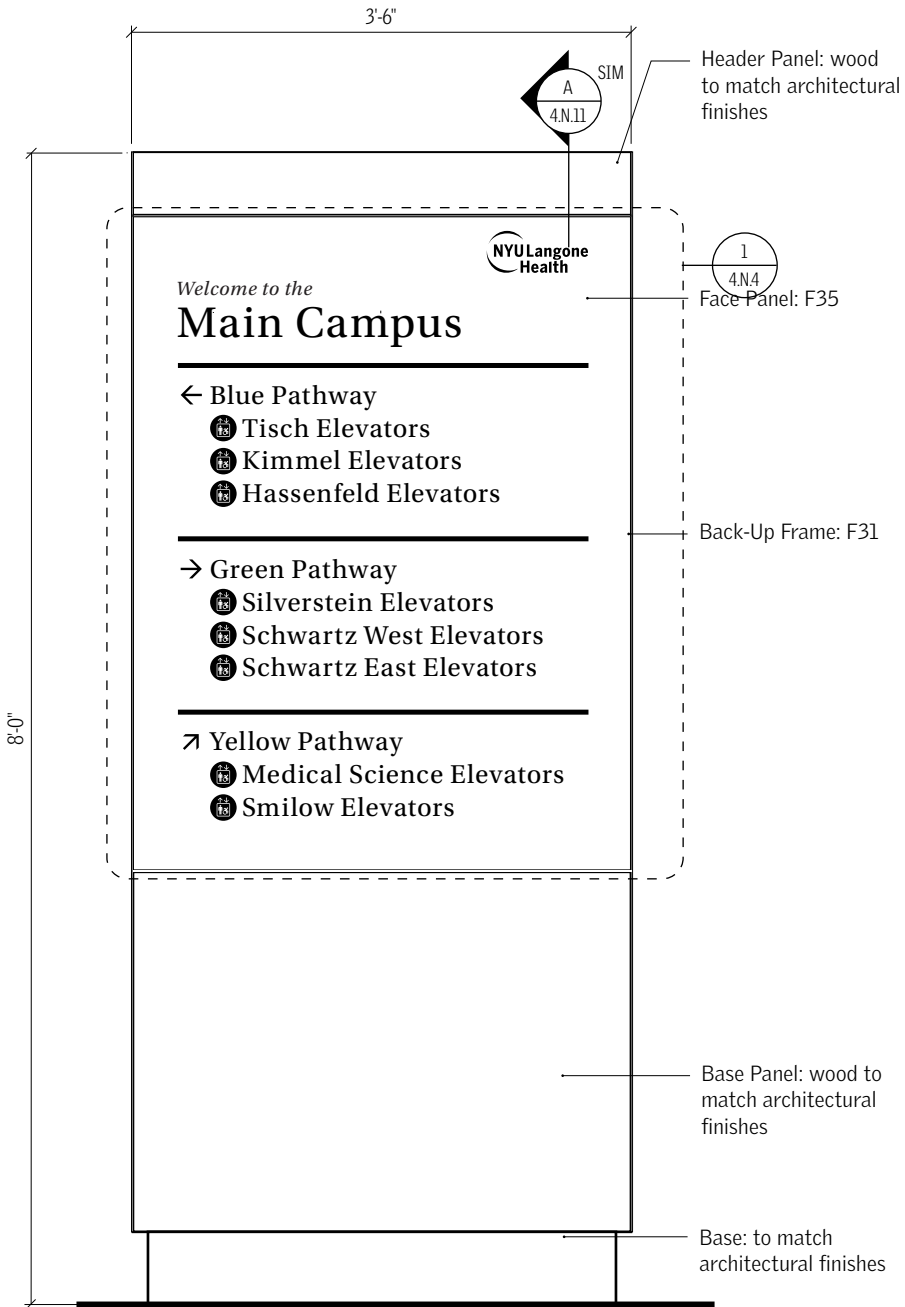 3'-6"
A
4.N.11
SIM
Header Panel: wood
to match architectural
finishes
NYU Langone
Health
1
4.N.4
Face Panel: F35
Welcome to the
Main Campus
← Blue Pathway
Tisch Elevators
Kimmel Elevators
Hassenfeld Elevators
Back-Up Frame: F31
→ Green Pathway
Silverstein Elevators
Schwartz West Elevators
Schwartz East Elevators
8'-0"
↗ Yellow Pathway
Medical Science Elevators
Smilow Elevators
Base Panel: wood to
match architectural
finishes
Base: to match
architectural finishes